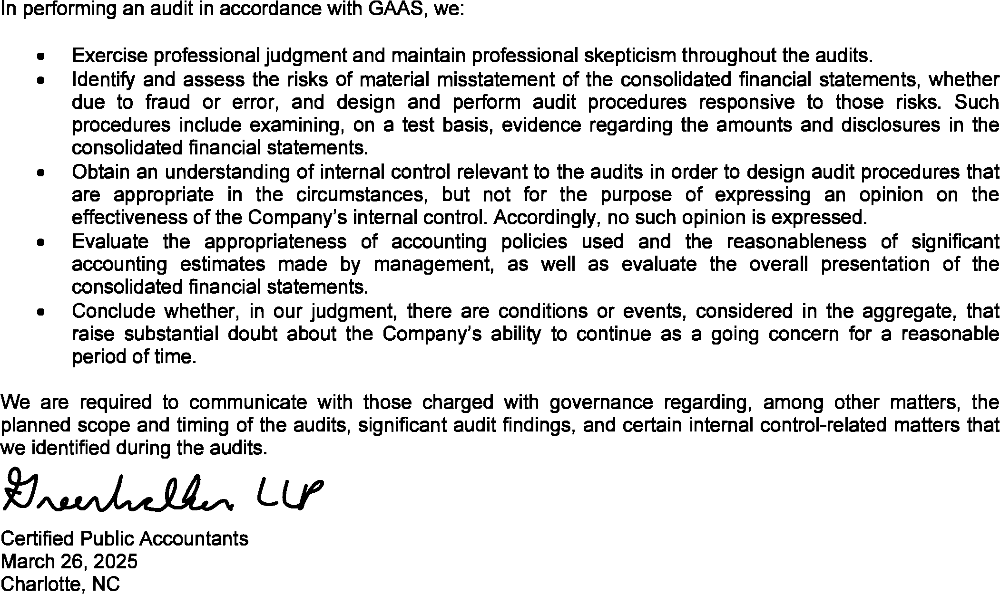 In performing an audit in accordance with GAAS, we:
• Exercise professional judgment and maintain professional skepticism throughout the audits.
• Identify and assess the risks of material misstatement of the consolidated financial statements, whether
due to fraud or error, and design and perform audit procedures responsive to those risks. Such
procedures include examining, on a test basis, evidence regarding the amounts and disclosures in the
consolidated financial statements.
• Obtain an understanding of internal control relevant to the audits in order to design audit procedures that
are appropriate in the circumstances, but not for the purpose of expressing an opinion on the
effectiveness of the Company’s internal control. Accordingly, no such opinion is expressed.
• Evaluate the appropriateness of accounting policies used and the reasonableness of significant
accounting estimates made by management, as well as evaluate the overall presentation of the
consolidated financial statements.
• Conclude whether, in our judgment, there are conditions or events, considered in the aggregate, that
raise substantial doubt about the Company’s ability to continue as a going concern for a reasonable
period of time.
We are required to communicate with those charged with governance regarding, among other matters, the
planned scope and timing of the audits, significant audit findings, and certain internal control-related matters that
we identified during the audits.
LLP
Certified Public Accountants
March 26, 2025
Charlotte, NC